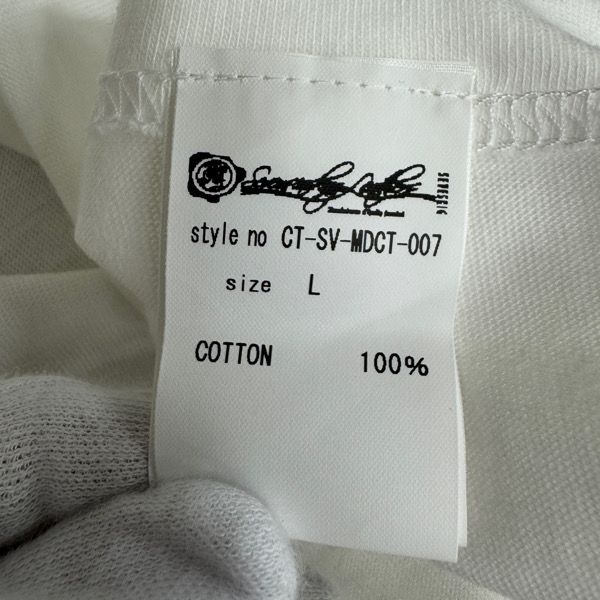 style no CT-SV-MDCT-007
size L
COTTON 100%